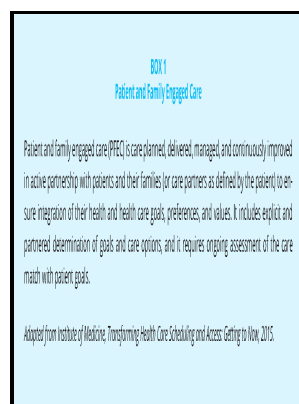 BOX 1
Patient and Family Engaged Care
Patient and family engaged care (PFEC) is care planned, delivered, managed, and continuously improved
in active partnership with patients and their families (or care partners as defined by the patient) to en-
sure integration of their health and health care goals, preferences, and values. It includes explicit and
partnered determination of goals and care options, and it requires ongoing assessment of the care
match with patient goals.
Adapted from Institute of Medicine, Transforming Health Care Scheduling and Access: Getting to Now, 2015.